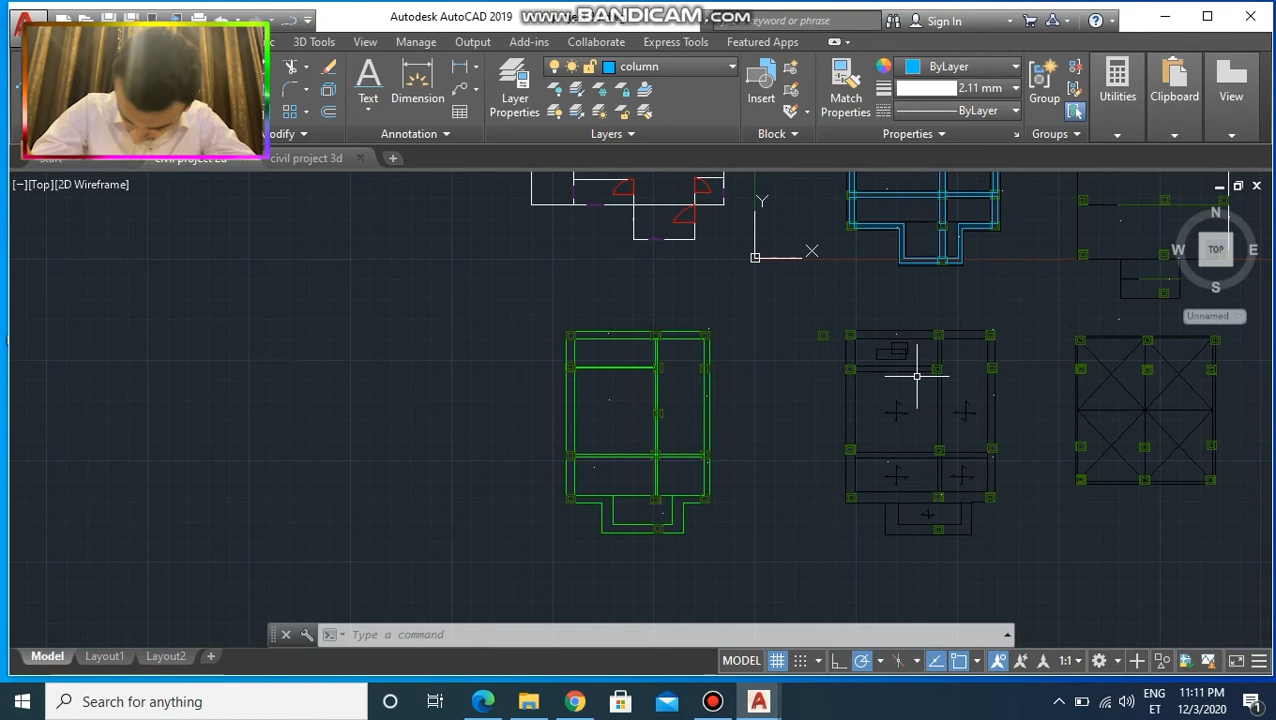 Autodesk AutoCAD 2019
www.BANDICAM.com
keyword or phrase
Sign In
3D Tools
View
Manage
Output
Add-ins
Collaborate
Express Tools
Featured Apps
column
ByLayer
2.11 mm
ByLayer
Text
Dimension
Layer
Properties
Insert
Match
Properties
Group
Utilities
Clipboard
View
Annotation
Layers
Block
Properties
Groups
civil project 3d
[−][Top][2D Wireframe]
Y
X
N
W
TOP
E
S
Unnamed
Type a command
Model
Layout1
Layout2
MODEL
1:1
Search for anything
ENG
ET
11:11 PM
12/3/2020
1